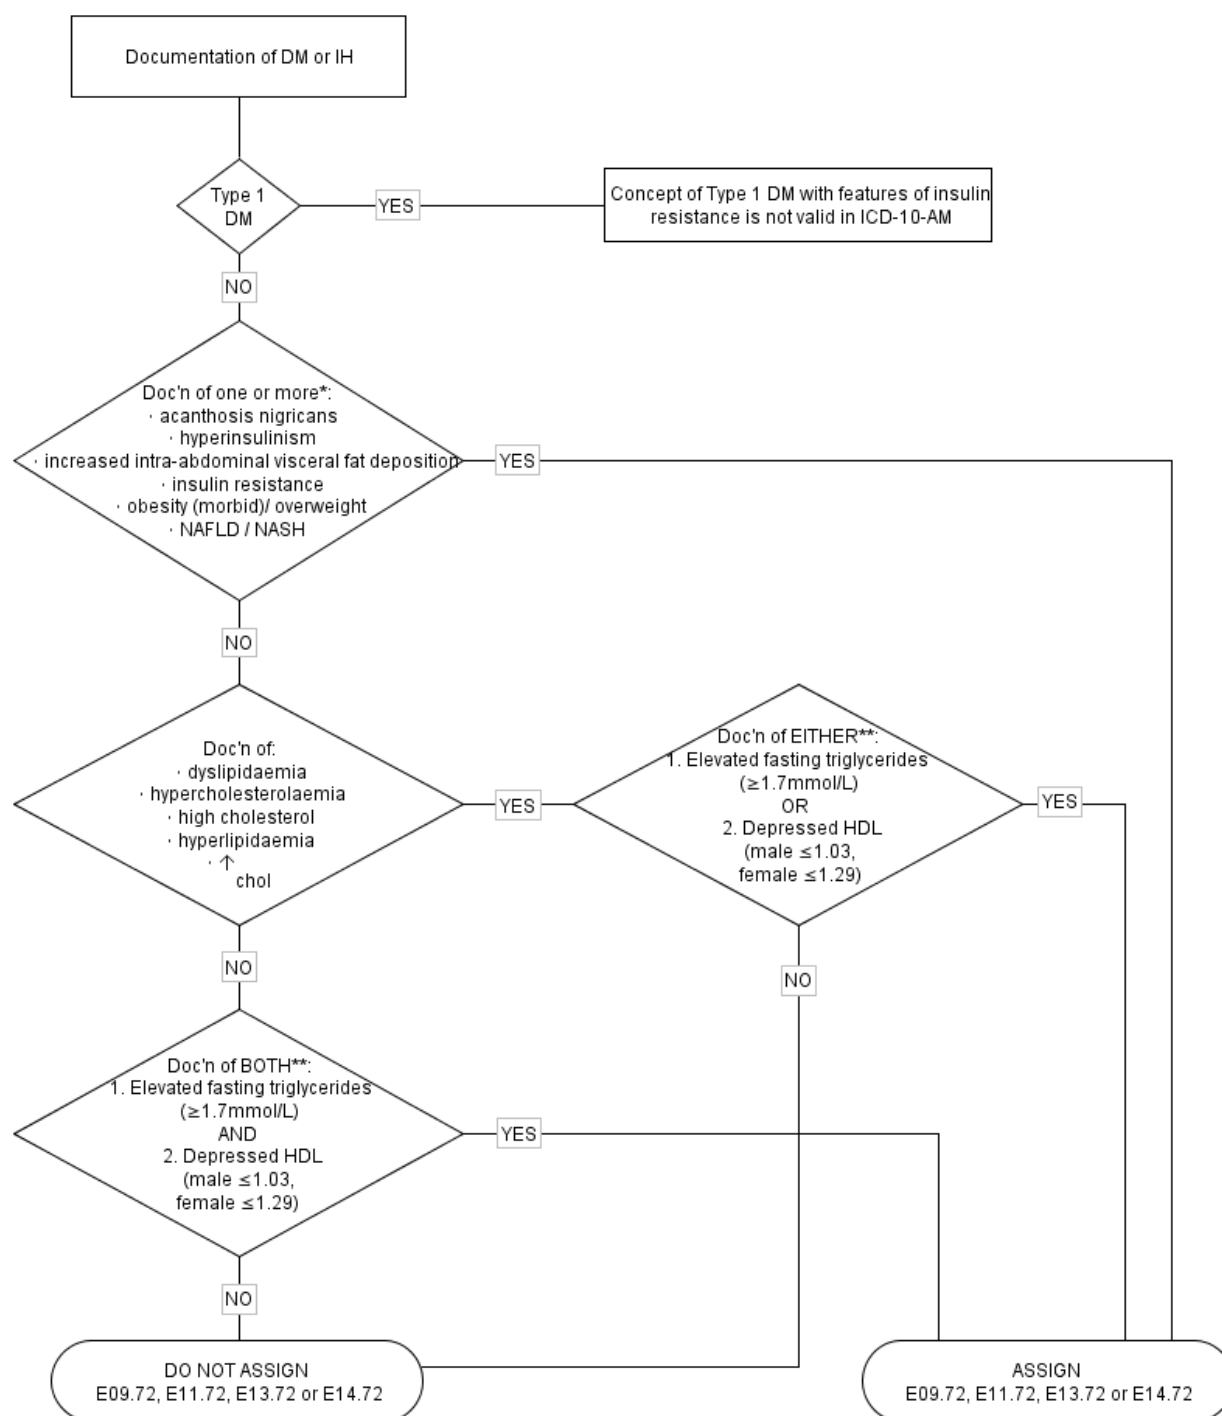 Documentation of DM or IH
Type 1
DM
YES
Concept of Type 1 DM with features of insulin
resistance is not valid in ICD-10-AM
NO
Doc'n of one or more*:
· acanthosis nigricans
· hyperinsulinism
· increased intra-abdominal visceral fat deposition
· insulin resistance
· obesity (morbid)/ overweight
· NAFLD / NASH
YES
NO
Doc'n of:
· dyslipidaemia
· hypercholesterolaemia
· high cholesterol
· hyperlipidaemia
· ↑
chol
YES
Doc'n of EITHER**:
1. Elevated fasting triglycerides
(≥1.7mmol/L)
OR
2. Depressed HDL
(male ≤1.03,
female ≤1.29)
YES
NO
NO
Doc'n of BOTH**:
1. Elevated fasting triglycerides
(≥1.7mmol/L)
AND
2. Depressed HDL
(male ≤1.03,
female ≤1.29)
YES
NO
DO NOT ASSIGN
E09.72, E11.72, E13.72 or E14.72
ASSIGN
E09.72, E11.72, E13.72 or E14.72